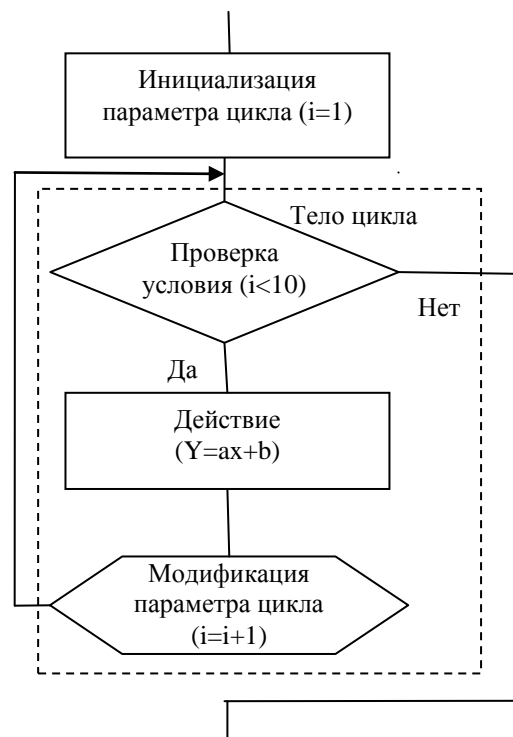 Инициализация
параметра цикла (i=1)
Тело цикла
Проверка
условия (i<10)
Нет
Да
Действие
(Y=ax+b)
Модификация
параметра цикла
(i=i+1)